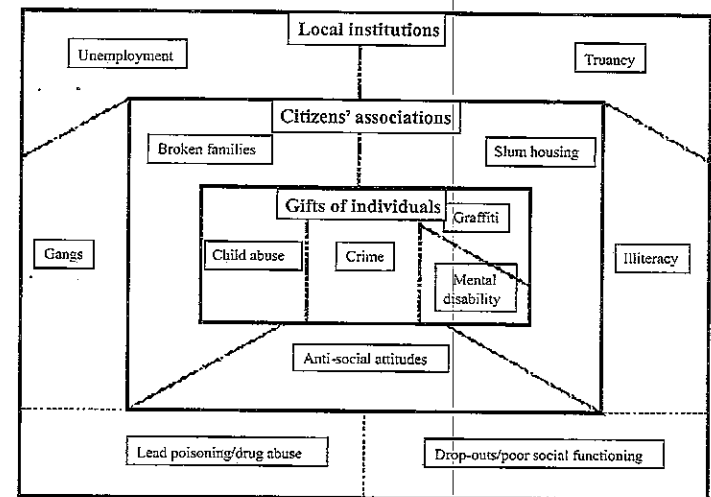 Local institutions
Unemployment
Truancy
Citizens' associations
Broken families
Slum housing
Gifts of individuals
Graffiti
Gangs
Child abuse
Crime
Illiteracy
Mental
disability
Anti-social attitudes
Lead poisoning/drug abuse
Drop-outs/poor social functioning